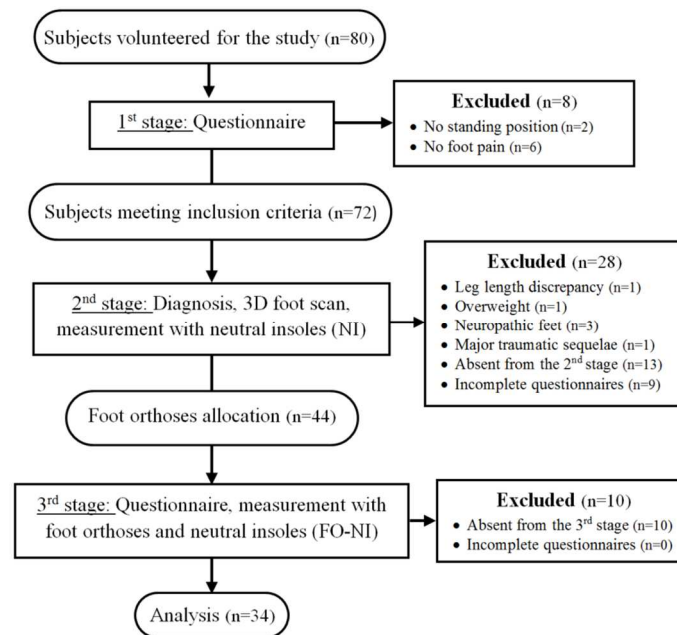 Subjects volunteered for the study (n=80)
1st stage: Questionnaire
Excluded (n=8)
• No standing position (n=2)
• No foot pain (n=6)
Subjects meeting inclusion criteria (n=72)
2nd stage: Diagnosis, 3D foot scan,
measurement with neutral insoles (NI)
Excluded (n=28)
• Leg length discrepancy (n=1)
• Overweight (n=1)
• Neuropathic feet (n=3)
• Major traumatic sequelae (n=1)
• Absent from the 2nd stage (n=13)
• Incomplete questionnaires (n=9)
Foot orthoses allocation (n=44)
3rd stage: Questionnaire, measurement with
foot orthoses and neutral insoles (FO-NI)
Excluded (n=10)
• Absent from the 3rd stage (n=10)
• Incomplete questionnaires (n=0)
Analysis (n=34)